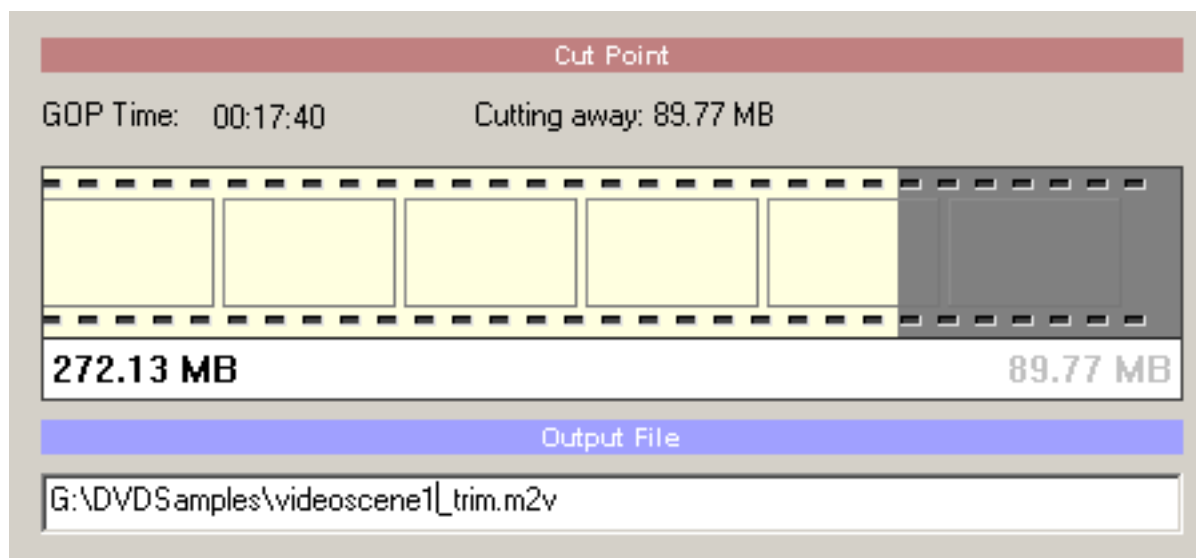 Cut Point
GOP Time: 00:17:40 Cutting away: 89.77 MB
272.13 MB 89.77 MB
Output File
G:\DVDSamples\videoscene1_trim.m2v